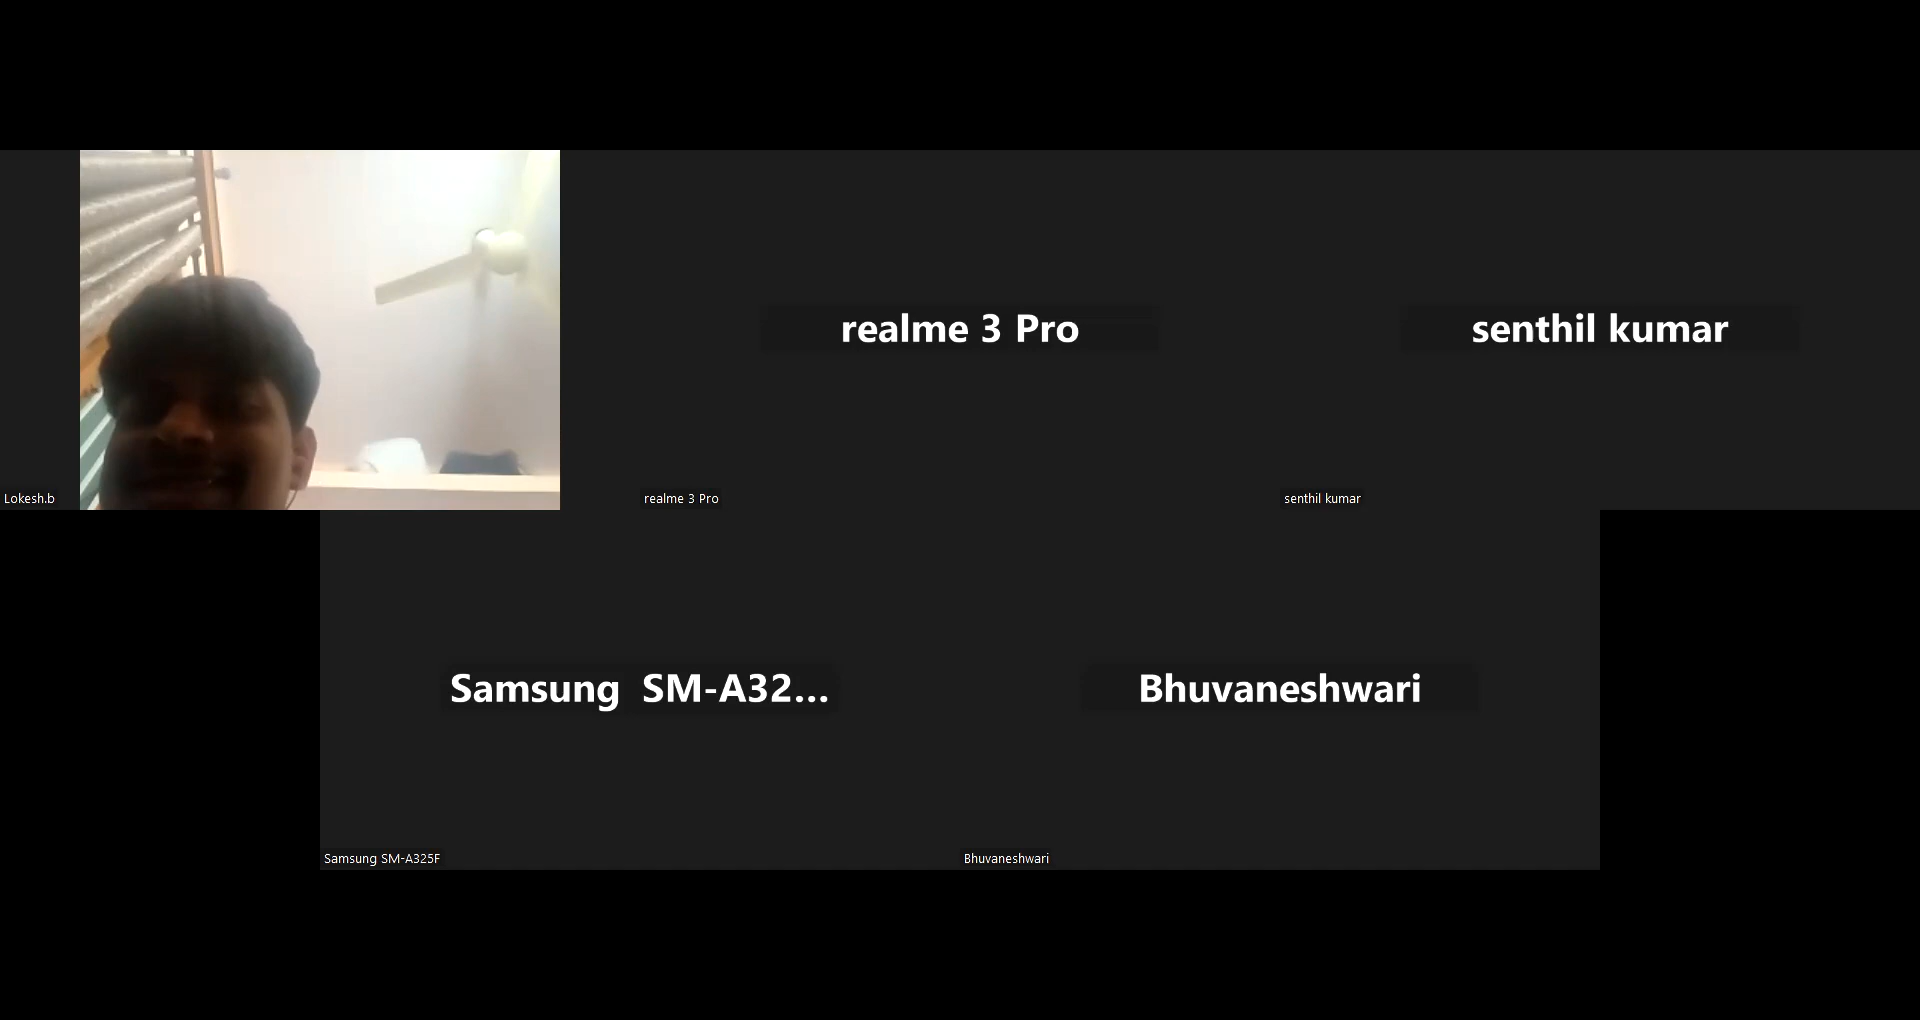 realme 3 Pro
senthil kumar
Lokesh.b
realme 3 Pro
senthil kumar
Samsung SM-A32...
Bhuvaneshwari
Samsung SM-A325F
Bhuvaneshwari